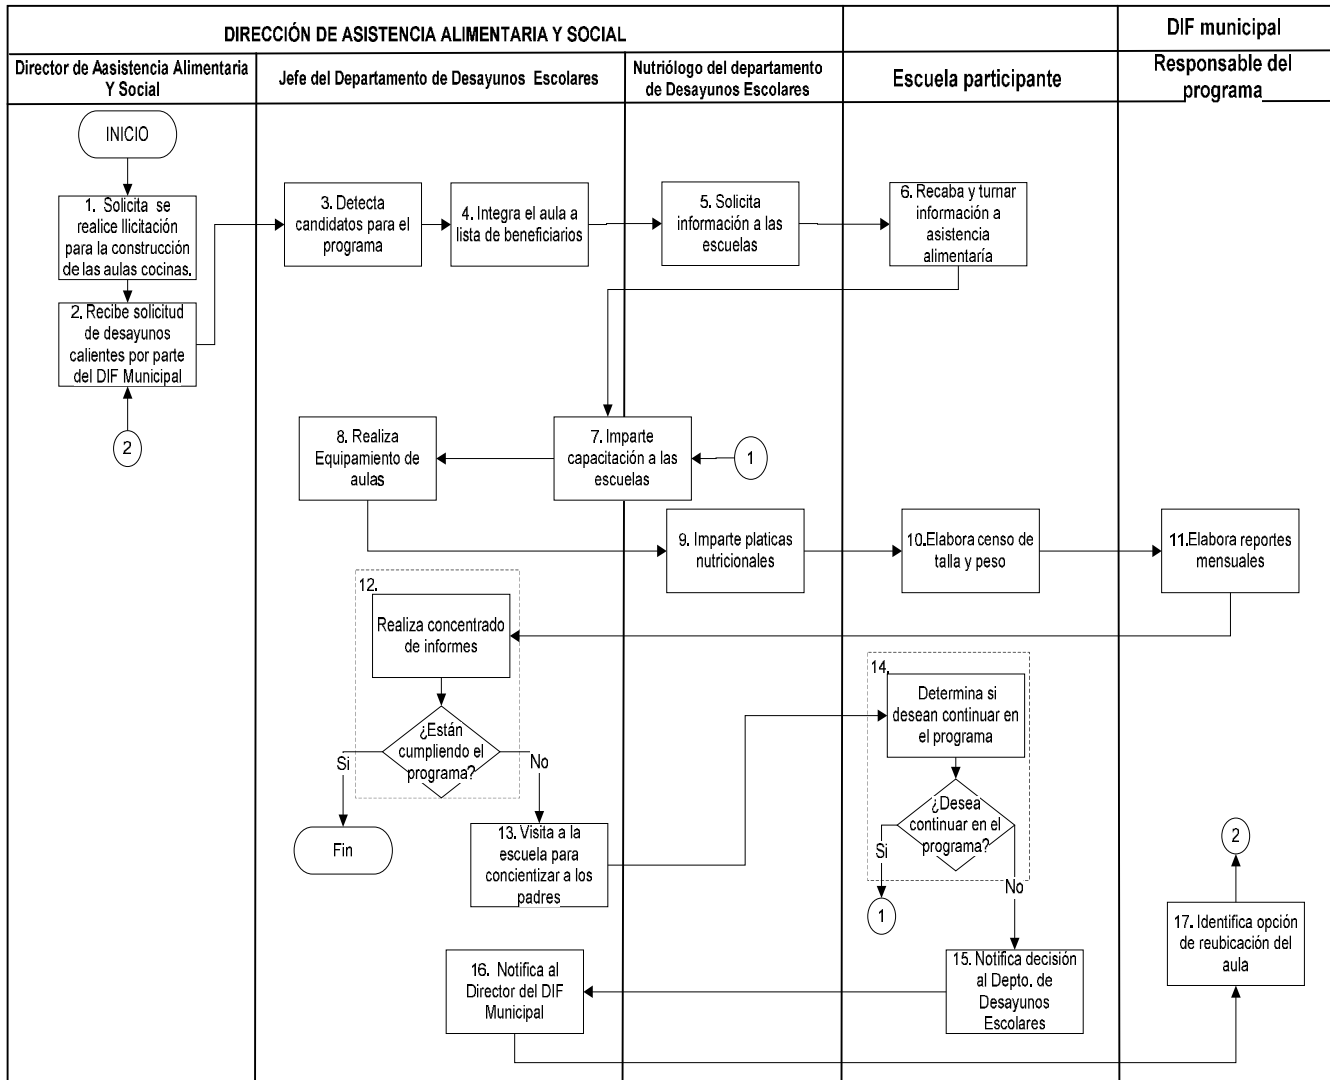 DIRECCIÓN DE ASISTENCIA ALIMENTARIA Y SOCIAL
DIF municipal
Director de Aasistencia Alimentaria
Y Social
Jefe del Departamento de Desayunos Escolares
Nutriólogo del departamento
de Desayunos Escolares
Escuela participante
Responsable del
programa
INICIO
1. Solicita se
realice llicitación
para la construcción
de las aulas cocinas.
2. Recibe solicitud
de desayunos
calientes por parte
del DIF Municipal
2
3. Detecta
candidatos para el
programa
4. Integra el aula a
lista de beneficiarios
5. Solicita
información a las
escuelas
6. Recaba y turnar
información a
asistencia
alimentaría
8. Realiza
Equipamiento de
aulas
7. Imparte
capacitación a las
escuelas
1
9. Imparte platicas
nutricionales
10.Elabora censo de
talla y peso
11.Elabora reportes
mensuales
12.
Realiza concentrado
de informes
¿Están
cumpliendo el
programa?
Si
No
Fin
13. Visita a la
escuela para
concientizar a los
padres
14.
Determina si
desean continuar en
el programa
¿Desea
continuar en el
programa?
Si
No
1
2
15. Notifica decisión
al Depto. de
Desayunos
Escolares
16. Notifica al
Director del DIF
Municipal
17. Identifica opción
de reubicación del
aula